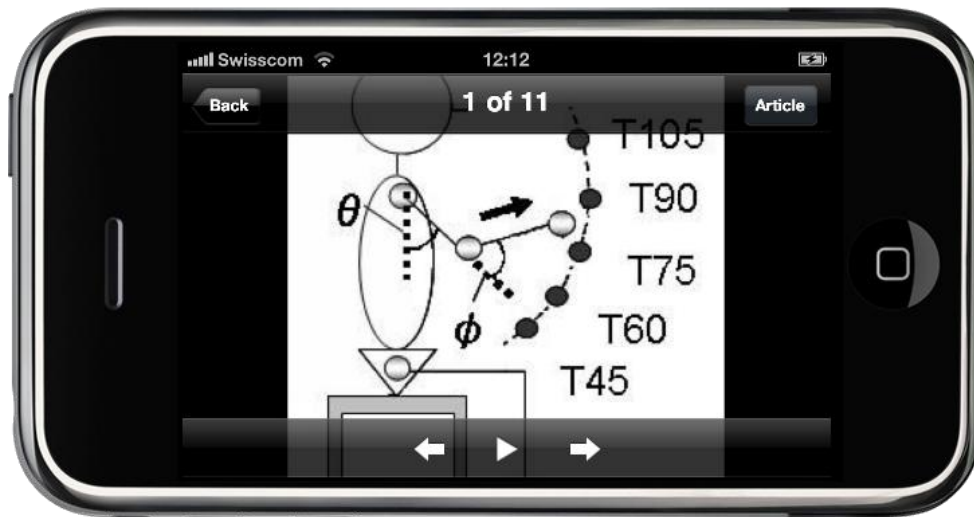 Swisscom 12:12
Back 1 of 11 Article
T105
T90
θ
T75
T60
φ
T45